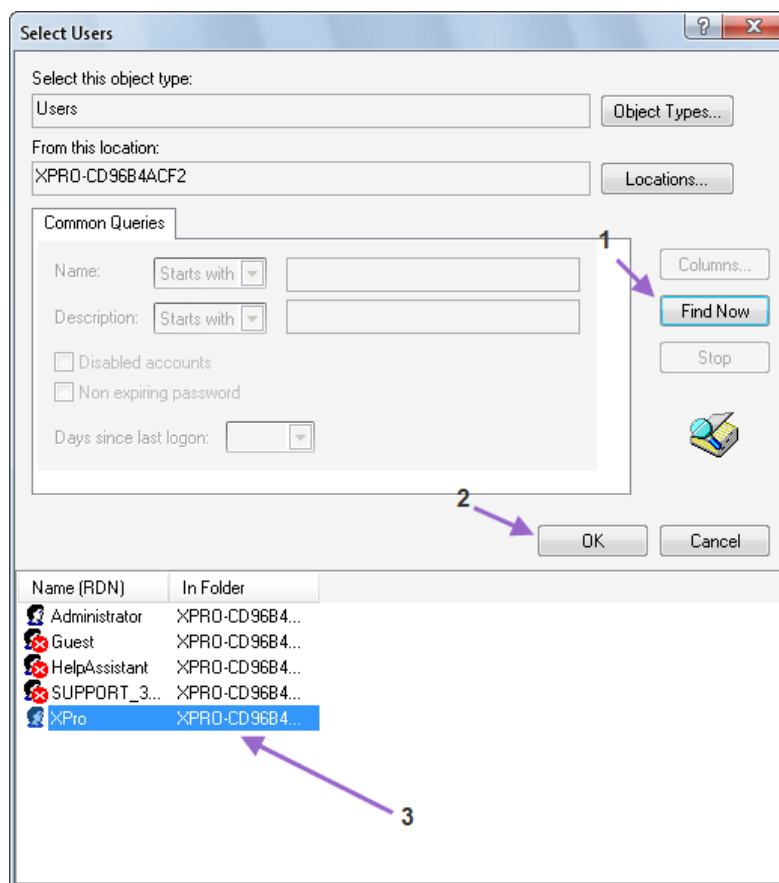 Select Users
?
X
Select this object type:
Users
Object Types...
From this location:
XPRO-CD96B4ACF2
Locations...
Common Queries
1
Name: Starts with
Columns...
Description: Starts with
Find Now
Disabled accounts
Stop
Non expiring password
Days since last logon:
2
OK Cancel
Name (RDN) In Folder
Administrator XPRO-CD96B4...
Guest XPRO-CD96B4...
HelpAssistant XPRO-CD96B4...
SUPPORT_3... XPRO-CD96B4...
XPro XPRO-CD96B4...
3